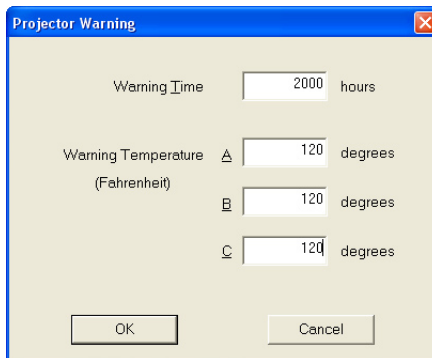 Projector Warning
Warning Time 2000 hours
Warning Temperature A 120 degrees
(Fahrenheit)
B 120 degrees
C 120 degrees
OK Cancel